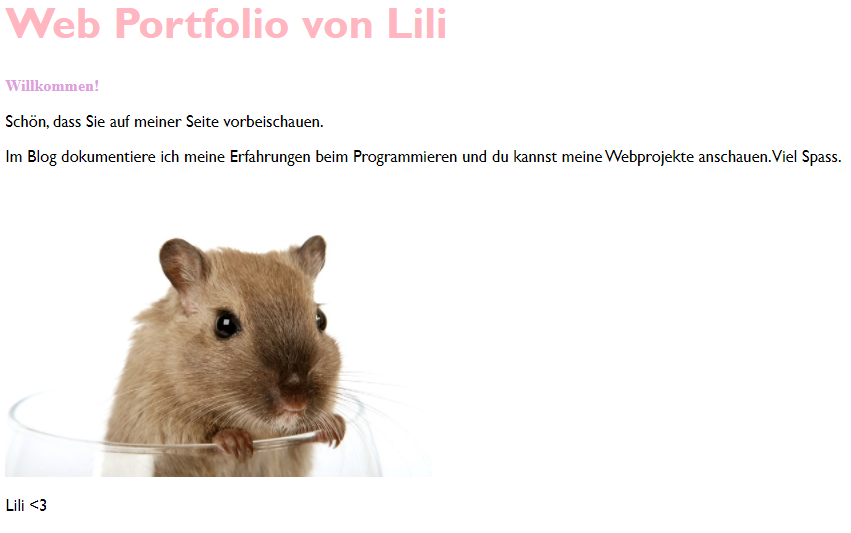 Web Portfolio von Lili
Willkommen!
Schön, dass Sie auf meiner Seite vorbeischauen.
Im Blog dokumentiere ich meine Erfahrungen beim Programmieren und du kannst meine Webprojekte anschauen. Viel Spass.
Lili <3